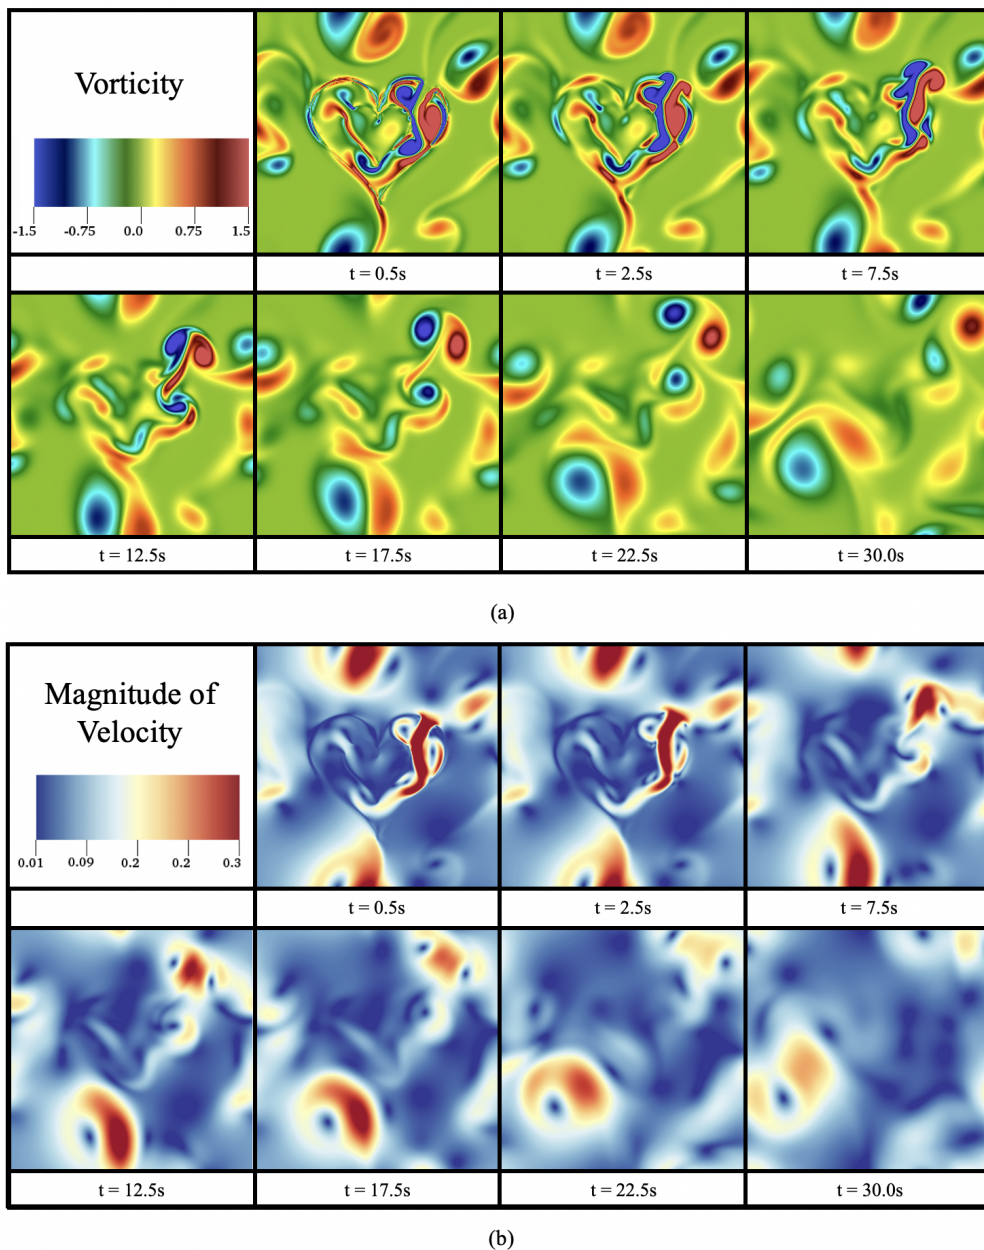 Vorticity
-1.5 -0.75 0.0 0.75 1.5
t = 0.5s t = 2.5s t = 7.5s
t = 12.5s t = 17.5s t = 22.5s t = 30.0s
(a)
Magnitude of
Velocity
0.01 0.09 0.2 0.2 0.3
t = 0.5s t = 2.5s t = 7.5s
t = 12.5s t = 17.5s t = 22.5s t = 30.0s
(b)